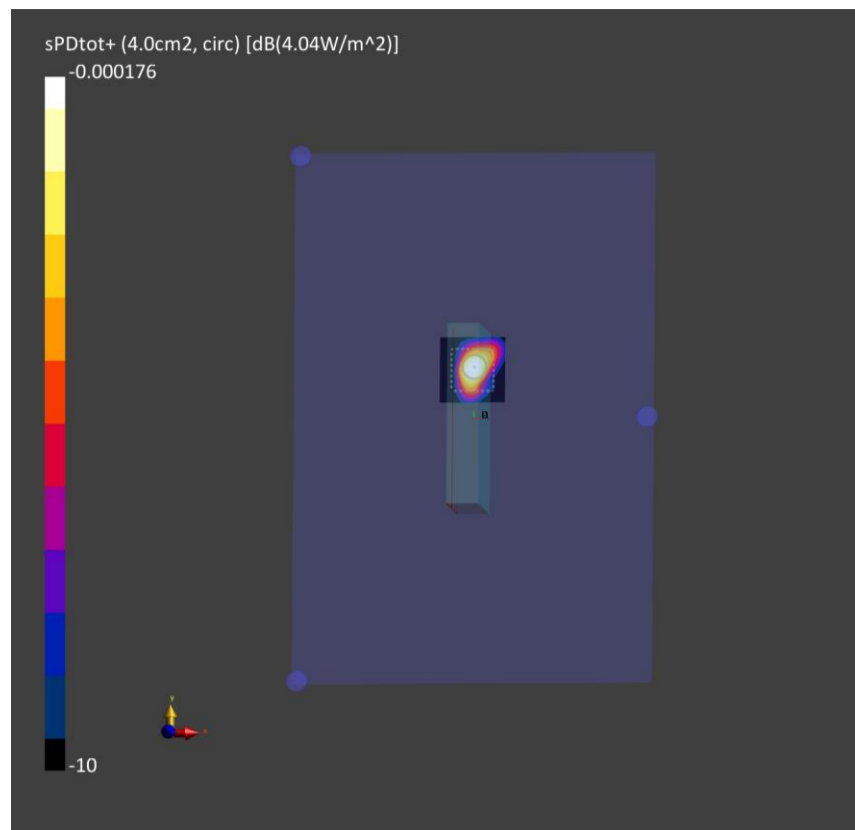 sPDtot+ (4.0cm2, circ) [dB(4.04W/m^2)]
-0.000176
B
-10
y
x